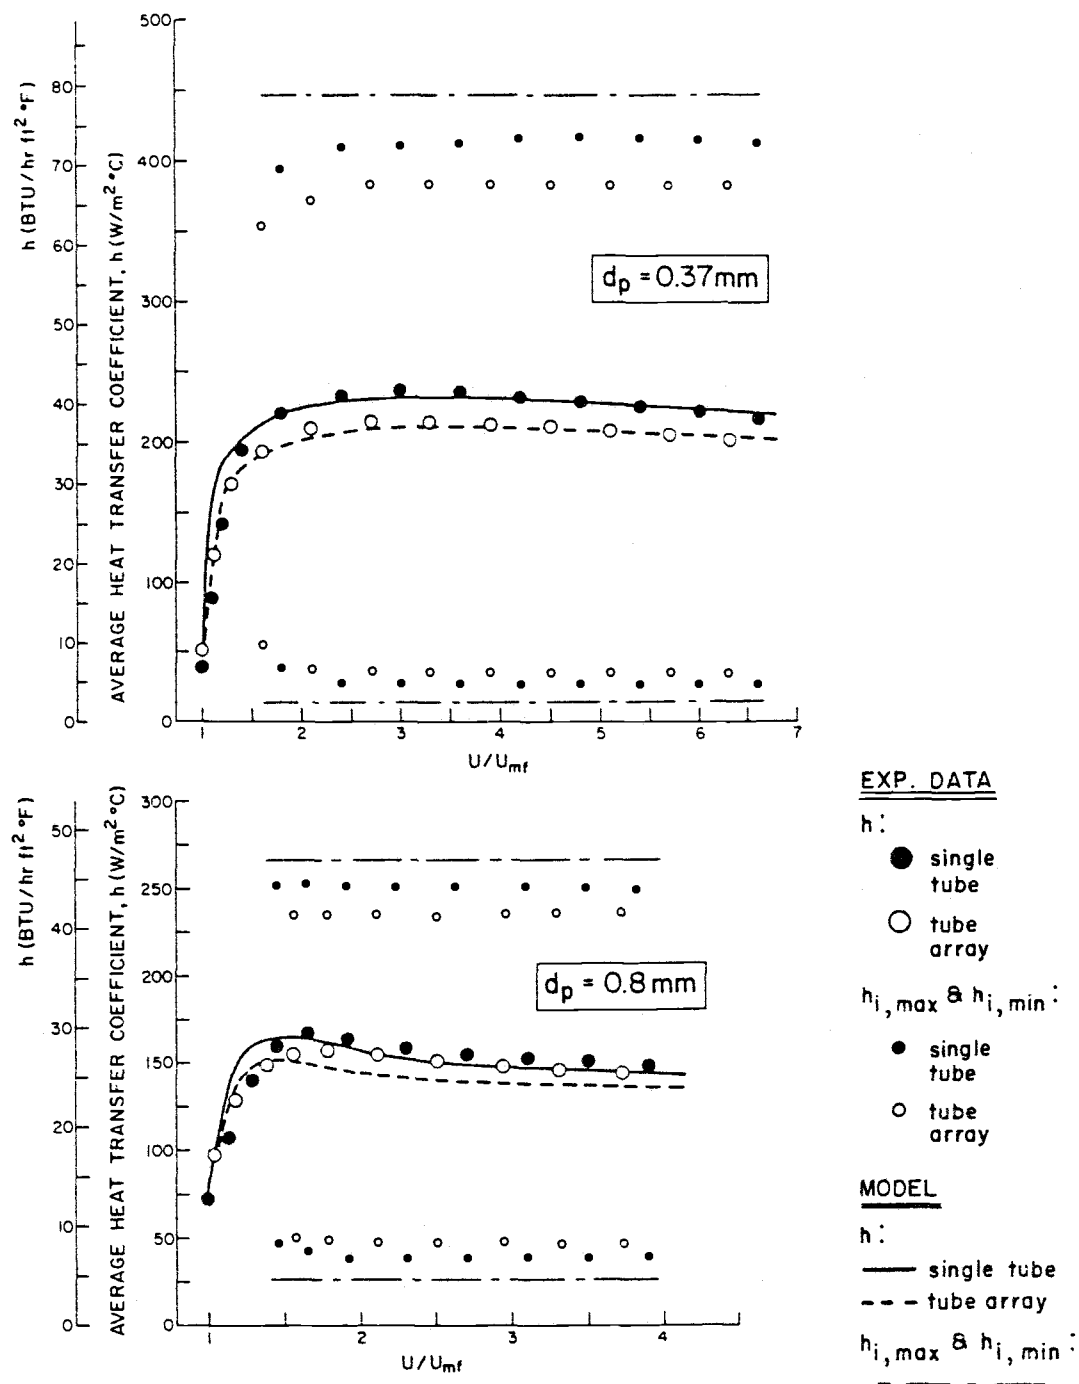 h (BTU/hr ft² °F)
80
70
60
50
40
30
20
10
0
AVERAGE HEAT TRANSFER COEFFICIENT, h (W/m² °C)
500
400
300
200
100
0
dp = 0.37mm
1 2 3 4 5 6 7
U/Umf
h (BTU/hr ft² °F)
50
40
30
20
10
0
AVERAGE HEAT TRANSFER COEFFICIENT, h (W/m² °C)
300
250
200
150
100
50
0
dp = 0.8 mm
1 2 3 4
U/Umf
EXP. DATA
h:
single
tube
tube
array
hi,max & hi,min:
single
tube
tube
array
MODEL
h:
single tube
tube array
hi,max & hi,min: